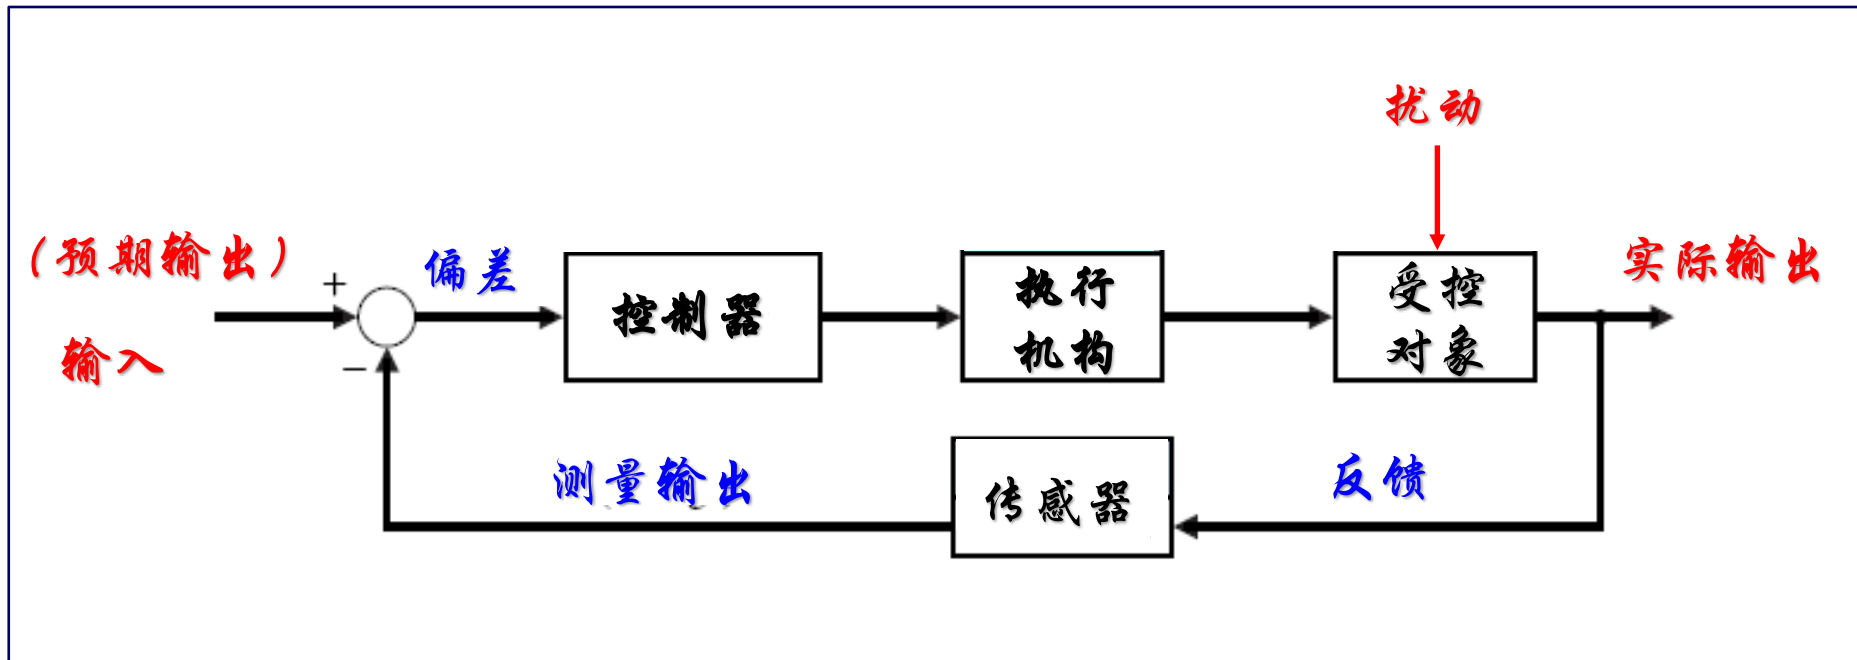 扰动
(预期输出)
输入
+
−
偏差
控制器
执行
机构
受控
对象
实际输出
测量输出
传感器
反馈